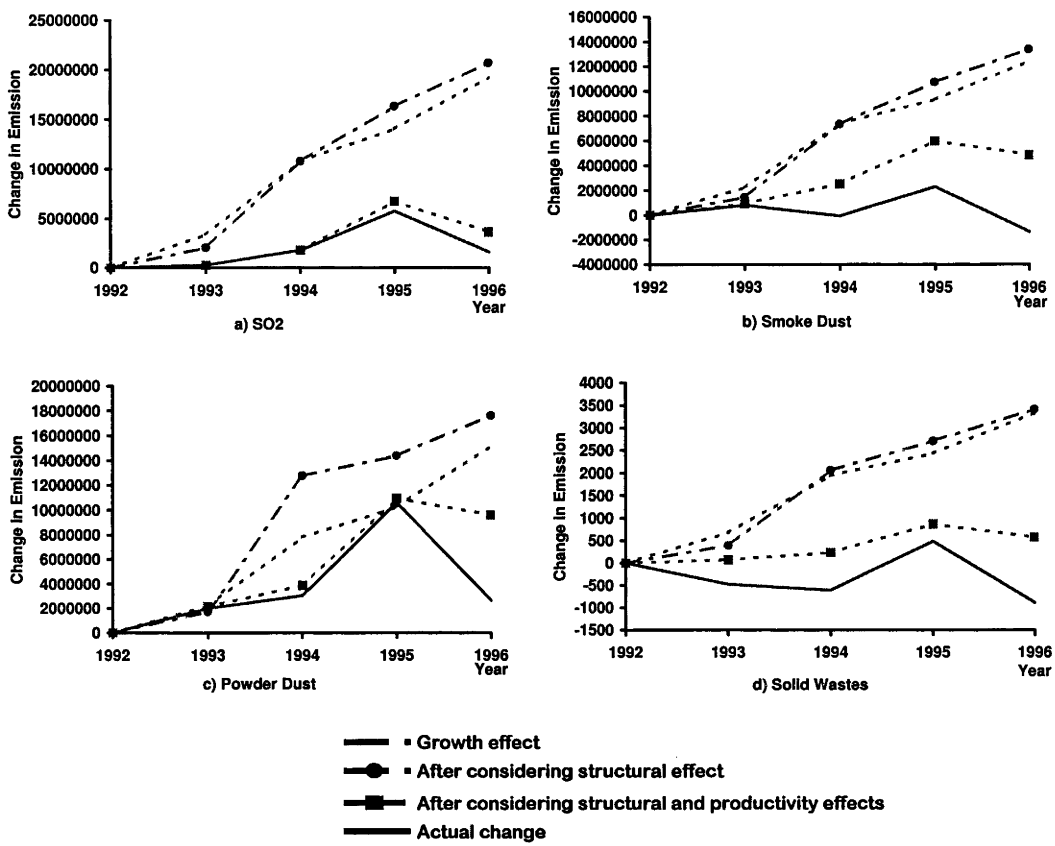 25000000
20000000
15000000
10000000
5000000
0
Change in Emission
1992 1993 1994 1995 1996
Year
a) SO2
16000000
14000000
12000000
10000000
8000000
6000000
4000000
2000000
0
-2000000
-4000000
Change in Emission
1992 1993 1994 1995 1996
Year
b) Smoke Dust
20000000
18000000
16000000
14000000
12000000
10000000
8000000
6000000
4000000
2000000
0
Change in Emission
1992 1993 1994 1995 1996
Year
c) Powder Dust
4000
3500
3000
2500
2000
1500
1000
500
0
-500
-1000
-1500
Change in Emission
1992 1993 1994 1995 1996
Year
d) Solid Wastes
Growth effect
After considering structural effect
After considering structural and productivity effects
Actual change